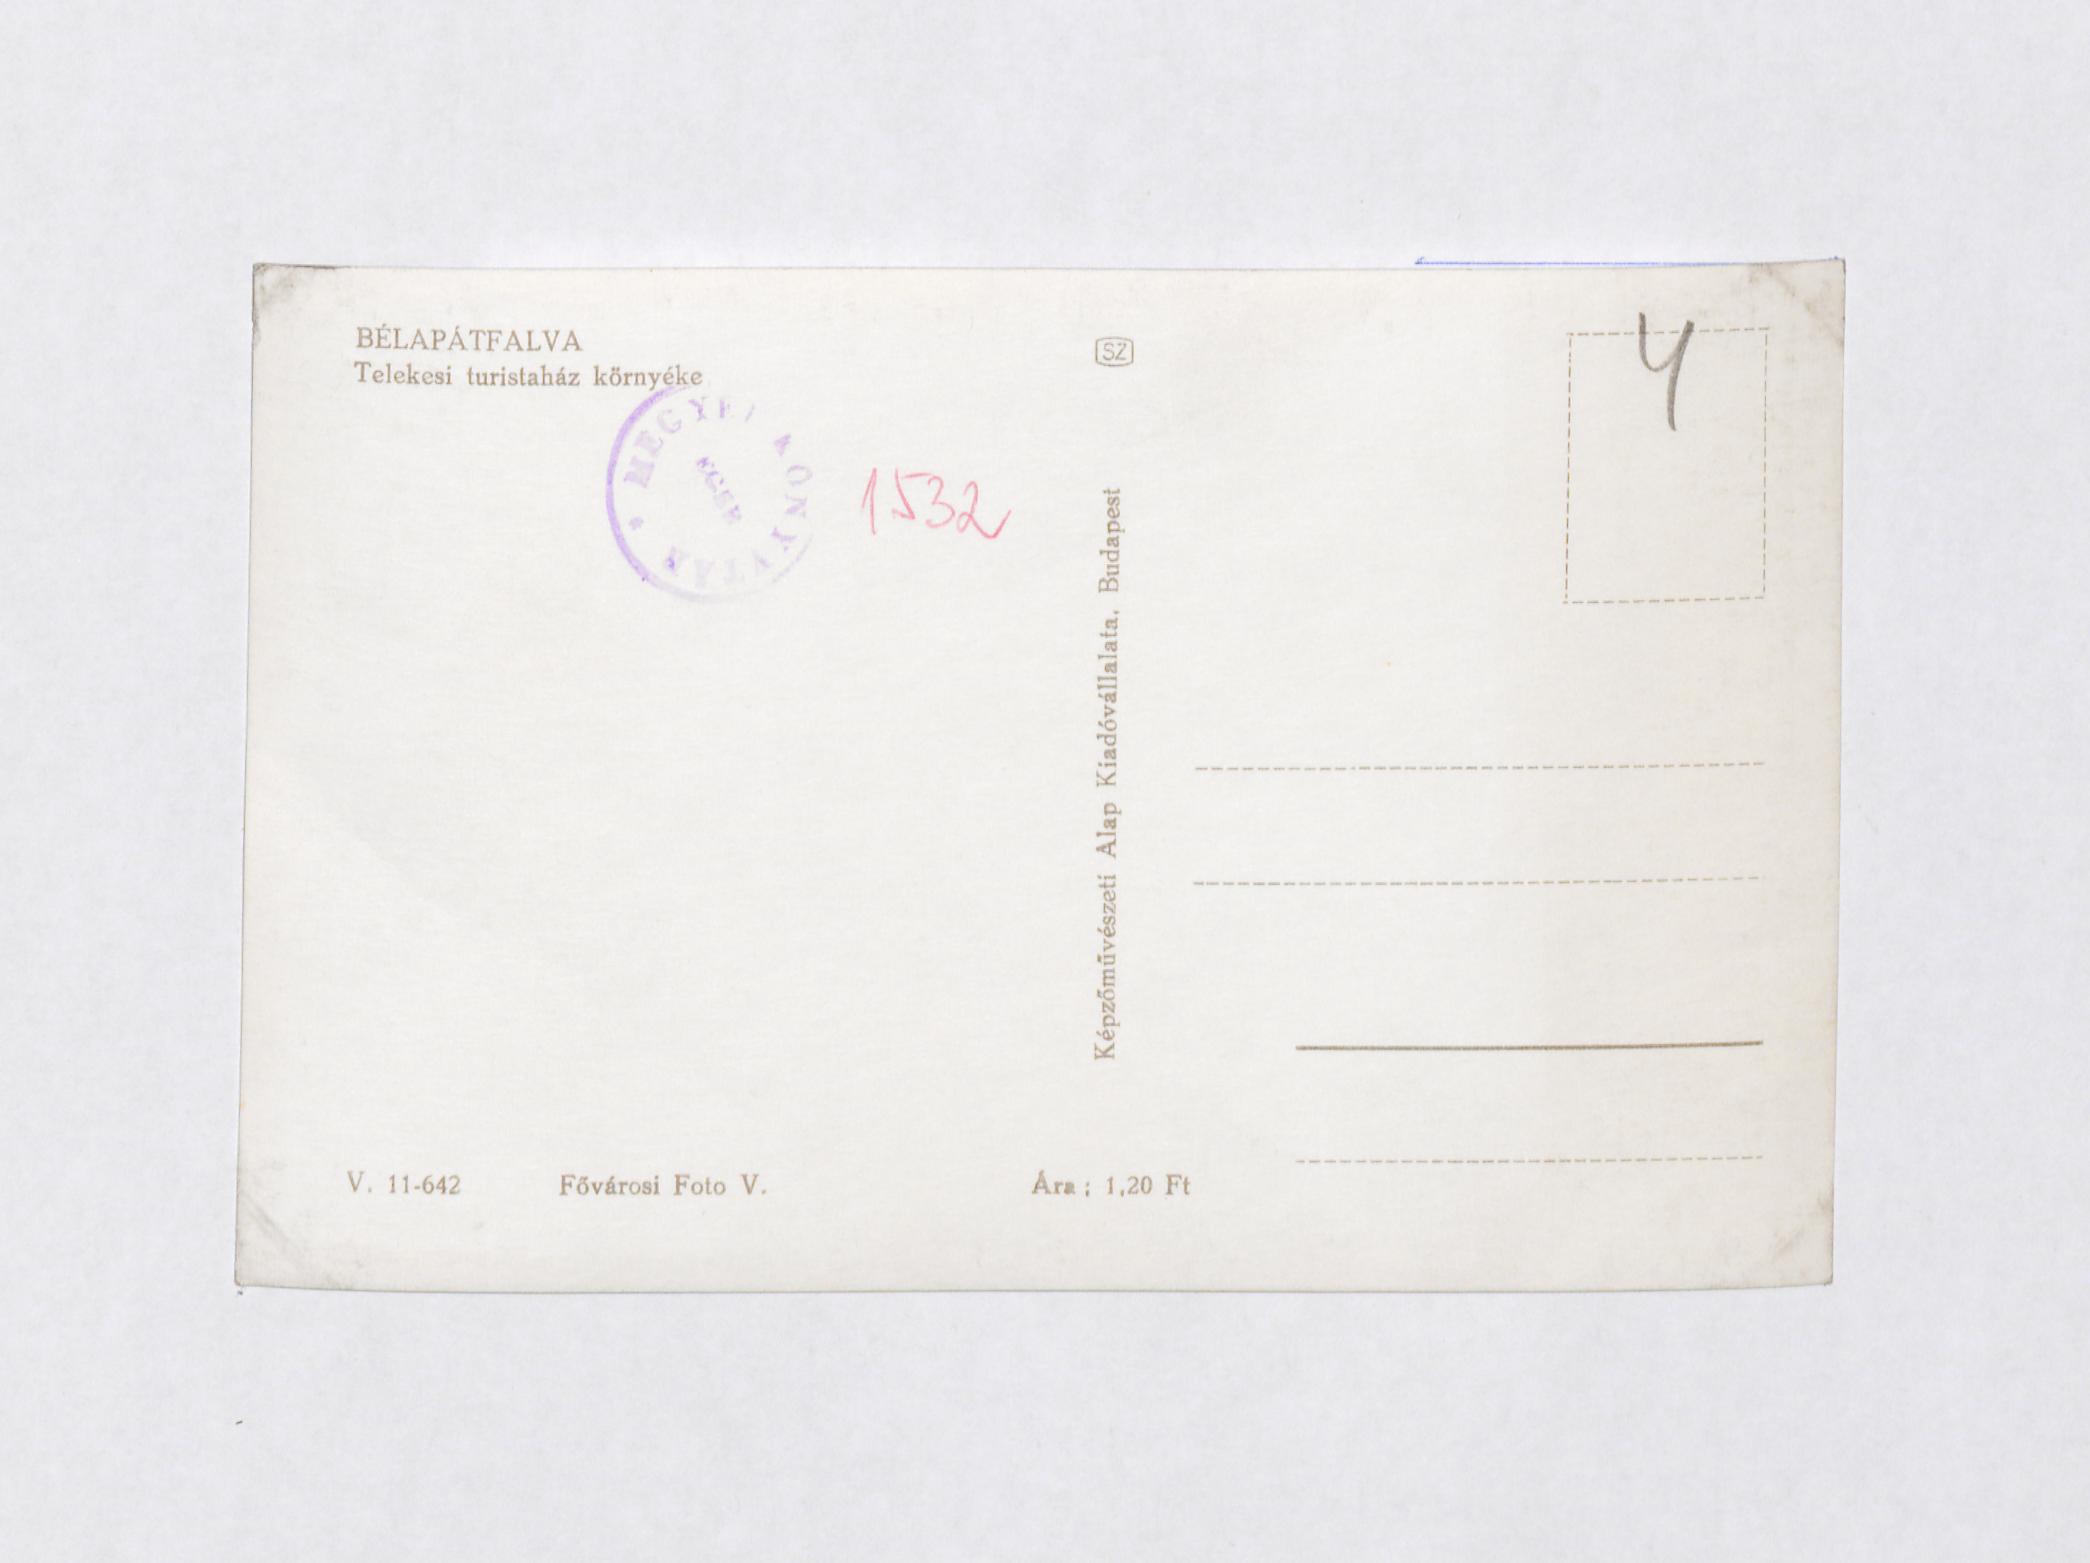 BÉLAPÁTFALVA
Telekesi turistaház környéke
SZ
4
MEGYEI KÖNYVTÁR
EGER
1532
Képzőművészeti Alap Kiadóvállalata, Budapest
V. 11-642 Fővárosi Foto V. Ára : 1,20 Ft